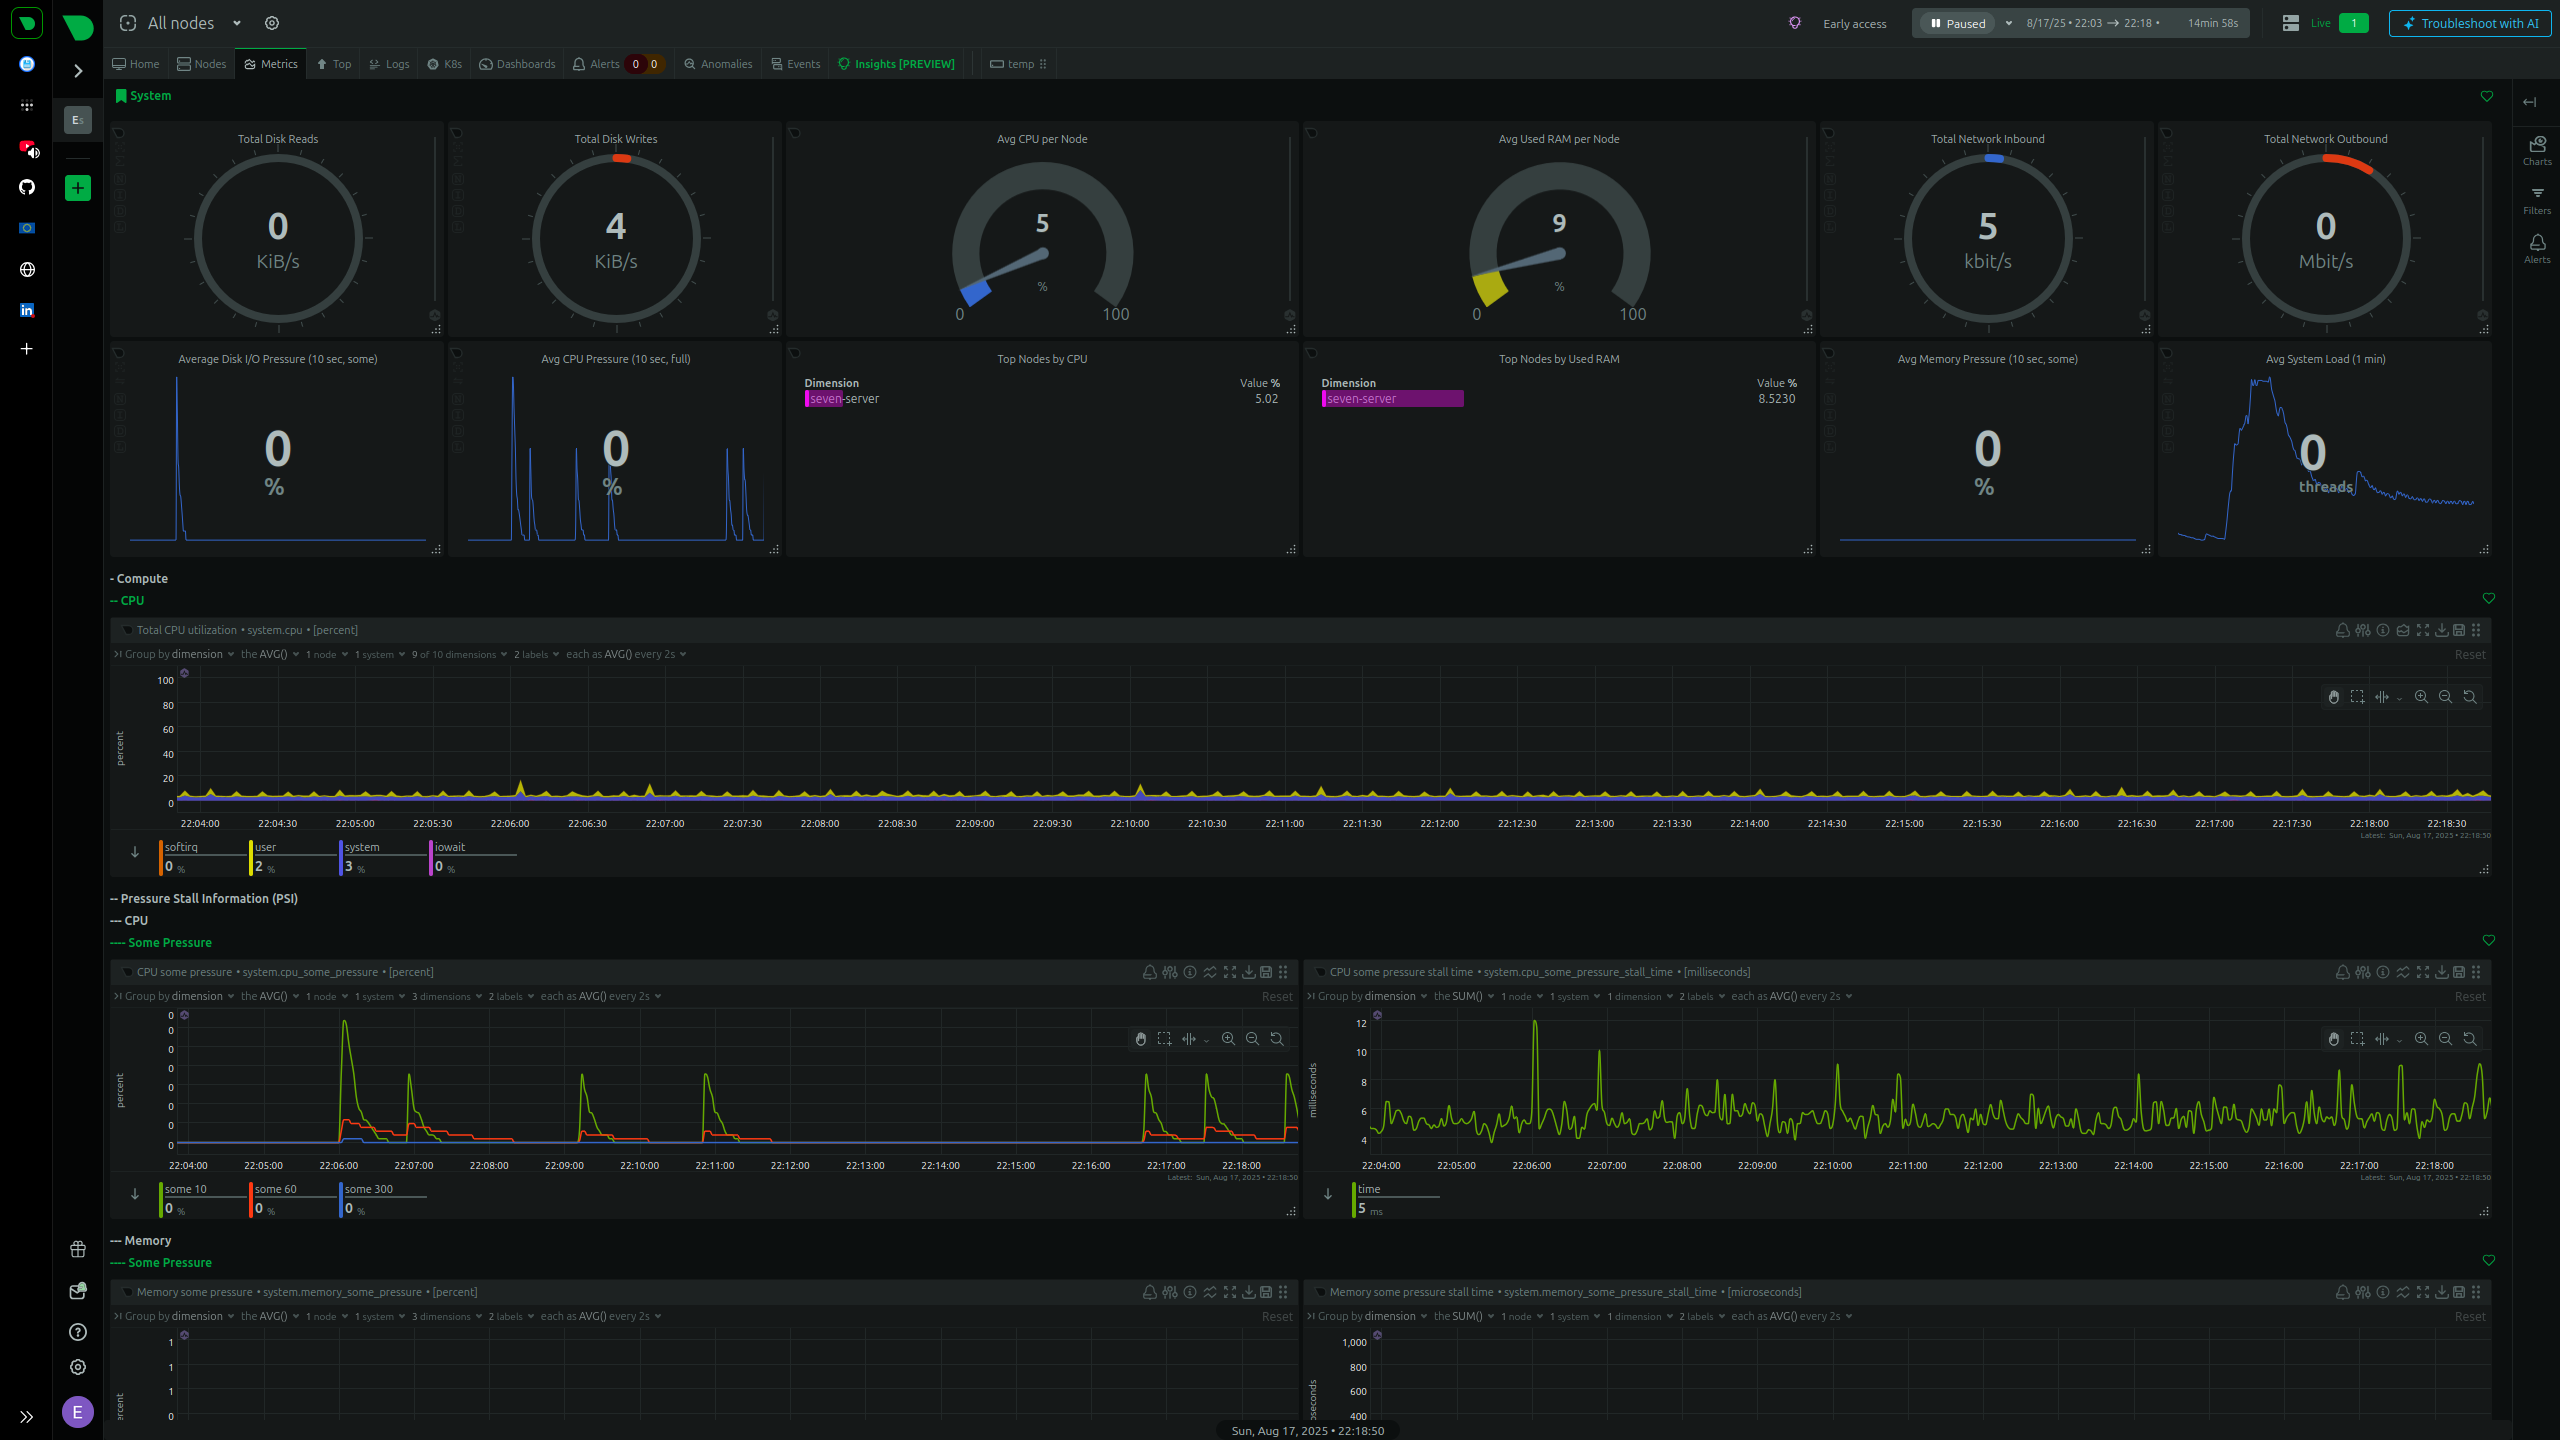 All nodes
Early access
Paused
8/17/25 • 22:03 → 22:18 •
14min 58s
Live
1
Troubleshoot with AI
Home
Nodes
Metrics
Top
Logs
K8s
Dashboards
Alerts 0 0
Anomalies
Events
Insights [PREVIEW]
temp
Es
System
Charts
Filters
Alerts
Total Disk Reads
0
KiB/s
Total Disk Writes
4
KiB/s
Avg CPU per Node
5
%
0 100
Avg Used RAM per Node
9
%
0 100
Total Network Inbound
5
kbit/s
Total Network Outbound
0
Mbit/s
Average Disk I/O Pressure (10 sec, some)
0
%
Avg CPU Pressure (10 sec, full)
0
%
Top Nodes by CPU
Dimension Value %
seven-server 5.02
Top Nodes by Used RAM
Dimension Value %
seven-server 8.5230
Avg Memory Pressure (10 sec, some)
0
%
Avg System Load (1 min)
0
threads
- Compute
-- CPU
Total CPU utilization • system.cpu • [percent]
Group by dimension the AVG() 1 node 1 system 9 of 10 dimensions 2 labels each as AVG() every 2s Reset
percent
100
80
60
40
20
0
22:04:00 22:04:30 22:05:00 22:05:30 22:06:00 22:06:30 22:07:00 22:07:30 22:08:00 22:08:30 22:09:00 22:09:30 22:10:00 22:10:30 22:11:00 22:11:30 22:12:00 22:12:30 22:13:00 22:13:30 22:14:00 22:14:30 22:15:00 22:15:30 22:16:00 22:16:30 22:17:00 22:17:30 22:18:00 22:18:30
Latest: Sun, Aug 17, 2025 • 22:18:50
softirq user system iowait
0 % 2 % 3 % 0 %
-- Pressure Stall Information (PSI)
--- CPU
---- Some Pressure
CPU some pressure • system.cpu_some_pressure • [percent]
Group by dimension the AVG() 1 node 1 system 3 dimensions 2 labels each as AVG() every 2s Reset
percent
0
0
0
0
0
0
0
0
22:04:00 22:05:00 22:06:00 22:07:00 22:08:00 22:09:00 22:10:00 22:11:00 22:12:00 22:13:00 22:14:00 22:15:00 22:16:00 22:17:00 22:18:00
Latest: Sun, Aug 17, 2025 • 22:18:50
some 10 some 60 some 300
0 % 0 % 0 %
CPU some pressure stall time • system.cpu_some_pressure_stall_time • [milliseconds]
Group by dimension the SUM() 1 node 1 system 1 dimension 2 labels each as AVG() every 2s Reset
milliseconds
12
10
8
6
4
22:04:00 22:05:00 22:06:00 22:07:00 22:08:00 22:09:00 22:10:00 22:11:00 22:12:00 22:13:00 22:14:00 22:15:00 22:16:00 22:17:00 22:18:00
Latest: Sun, Aug 17, 2025 • 22:18:50
time
5 ms
--- Memory
---- Some Pressure
Memory some pressure • system.memory_some_pressure • [percent]
Group by dimension the AVG() 1 node 1 system 3 dimensions 2 labels each as AVG() every 2s Reset
1
1
1
0
Memory some pressure stall time • system.memory_some_pressure_stall_time • [microseconds]
Group by dimension the SUM() 1 node 1 system 1 dimension 2 labels each as AVG() every 2s Reset
1,000
800
600
400
E
Sun, Aug 17, 2025 • 22:18:50